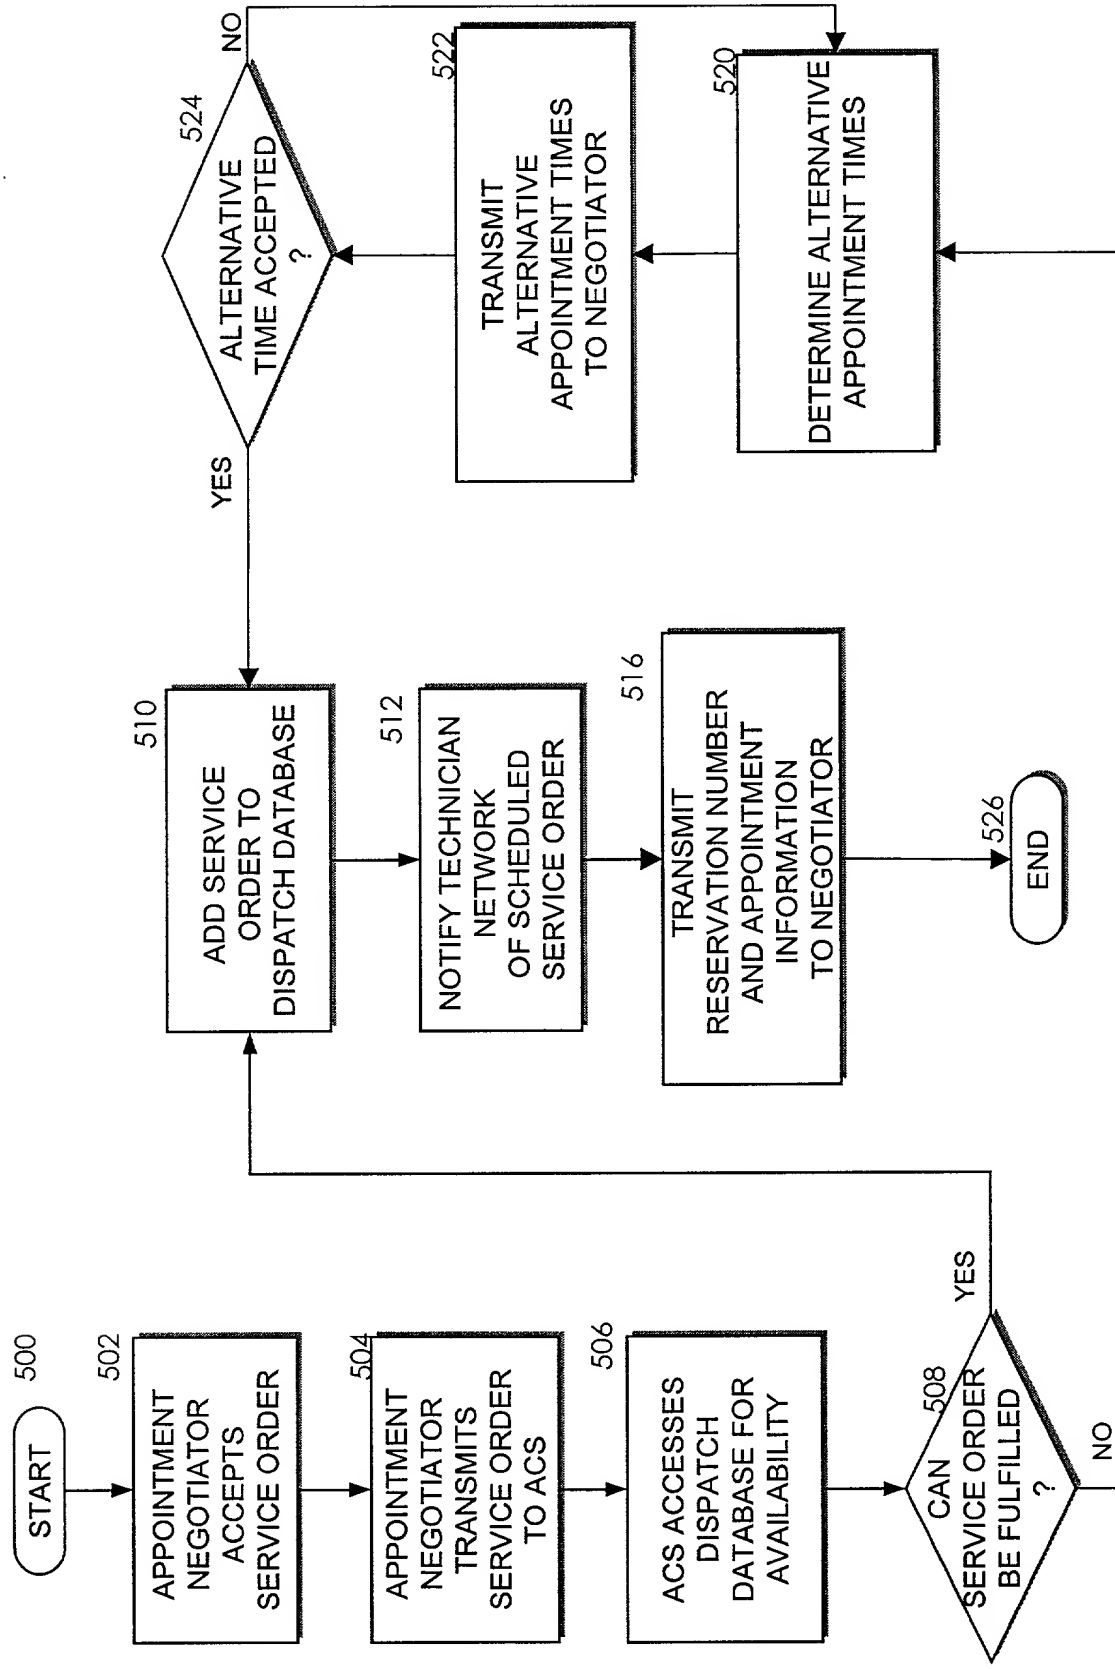 500
START
502
APPOINTMENT
NEGOTIATOR
ACCEPTS
SERVICE ORDER
504
APPOINTMENT
NEGOTIATOR
TRANSMITS
SERVICE ORDER
TO ACS
506
ACS ACCESSES
DISPATCH
DATABASE FOR
AVAILABILITY
508
CAN
SERVICE ORDER
BE FULFILLED
?
YES
NO
510
ADD SERVICE
ORDER TO
DISPATCH DATABASE
512
NOTIFY TECHNICIAN
NETWORK
OF SCHEDULED
SERVICE ORDER
516
TRANSMIT
RESERVATION NUMBER
AND APPOINTMENT
INFORMATION
TO NEGOTIATOR
526
END
524
ALTERNATIVE
TIME ACCEPTED
?
YES
NO
522
TRANSMIT
ALTERNATIVE
APPOINTMENT TIMES
TO NEGOTIATOR
520
DETERMINE ALTERNATIVE
APPOINTMENT TIMES